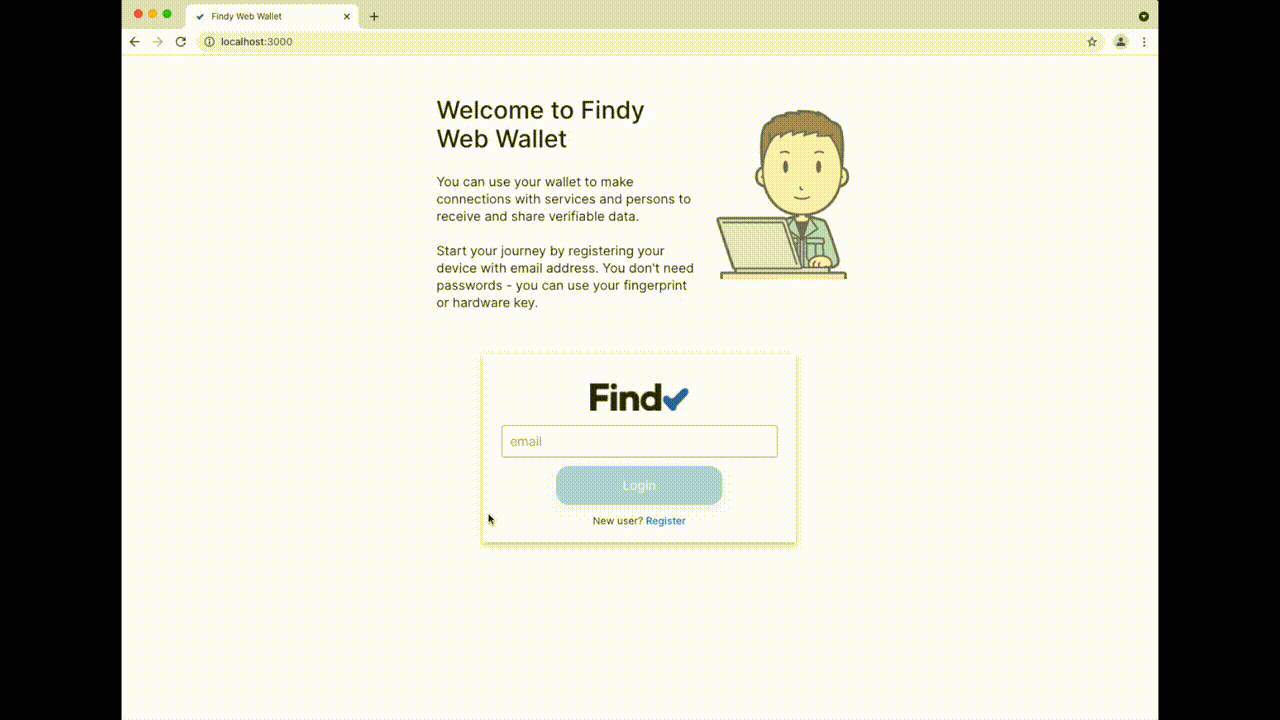 Findy Web Wallet
localhost:3000
Welcome to Findy
Web Wallet
You can use your wallet to make
connections with services and persons to
receive and share verifiable data.
Start your journey by registering your
device with email address. You don't need
passwords - you can use your fingerprint
or hardware key.
Find
email
Login
New user? Register